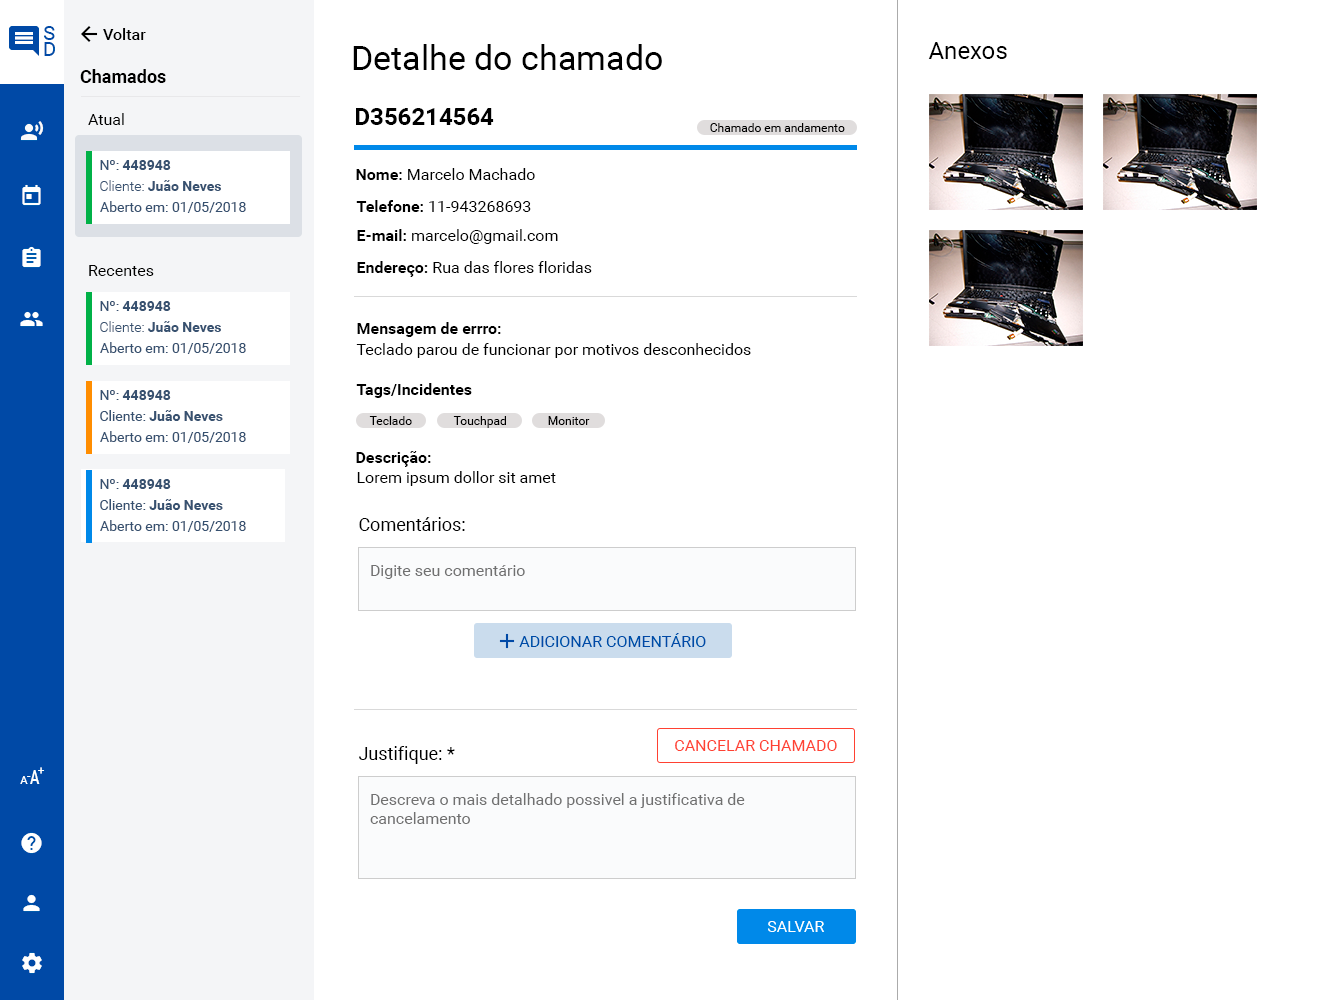 S
D
Voltar
Chamados
Atual
Nº: 448948
Cliente: Juão Neves
Aberto em: 01/05/2018
Recentes
Nº: 448948
Cliente: Juão Neves
Aberto em: 01/05/2018
Nº: 448948
Cliente: Juão Neves
Aberto em: 01/05/2018
Nº: 448948
Cliente: Juão Neves
Aberto em: 01/05/2018
A-A+
Detalhe do chamado
D356214564
Chamado em andamento
Nome: Marcelo Machado
Telefone: 11-943268693
E-mail: marcelo@gmail.com
Endereço: Rua das flores floridas
Mensagem de errro:
Teclado parou de funcionar por motivos desconhecidos
Tags/Incidentes
Teclado Touchpad Monitor
Descrição:
Lorem ipsum dollor sit amet
Comentários:
Digite seu comentário
+ ADICIONAR COMENTÁRIO
CANCELAR CHAMADO
Justifique: *
Descreva o mais detalhado possivel a justificativa de
cancelamento
SALVAR
Anexos